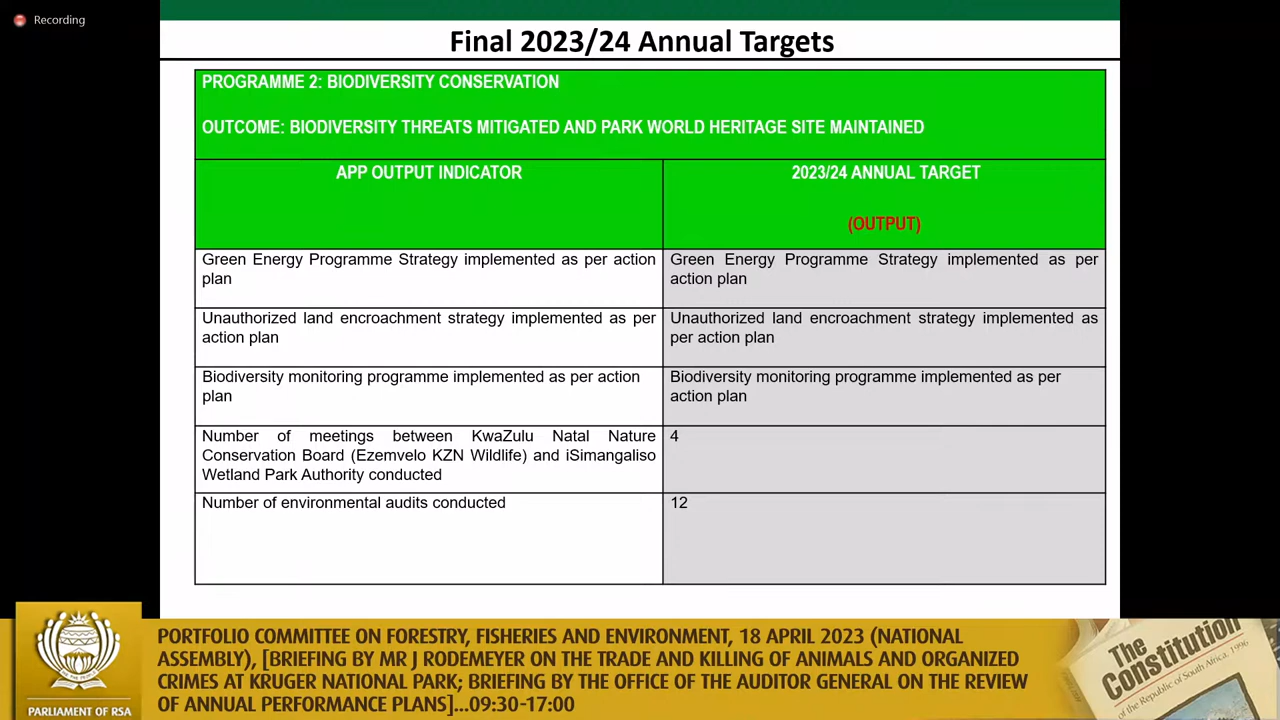 Recording
Final 2023/24 Annual Targets
PROGRAMME 2: BIODIVERSITY CONSERVATION
OUTCOME: BIODIVERSITY THREATS MITIGATED AND PARK WORLD HERITAGE SITE MAINTAINED
APP OUTPUT INDICATOR
2023/24 ANNUAL TARGET
(OUTPUT)
Green Energy Programme Strategy implemented as per action
plan
Green Energy Programme Strategy implemented as per
action plan
Unauthorized land encroachment strategy implemented as per
action plan
Unauthorized land encroachment strategy implemented as
per action plan
Biodiversity monitoring programme implemented as per action
plan
Biodiversity monitoring programme implemented as per
action plan
Number of meetings between KwaZulu Natal Nature
Conservation Board (Ezemvelo KZN Wildlife) and iSimangaliso
Wetland Park Authority conducted
4
Number of environmental audits conducted
12
PORTFOLIO COMMITTEE ON FORESTRY, FISHERIES AND ENVIRONMENT, 18 APRIL 2023 (NATIONAL
ASSEMBLY), [BRIEFING BY MR J RODEMEYER ON THE TRADE AND KILLING OF ANIMALS AND ORGANIZED
CRIMES AT KRUGER NATIONAL PARK; BRIEFING BY THE OFFICE OF THE AUDITOR GENERAL ON THE REVIEW
OF ANNUAL PERFORMANCE PLANS]...09:30-17:00
PARLIAMENT OF RSA
The
Constitution
of the Republic of South Africa, 1996